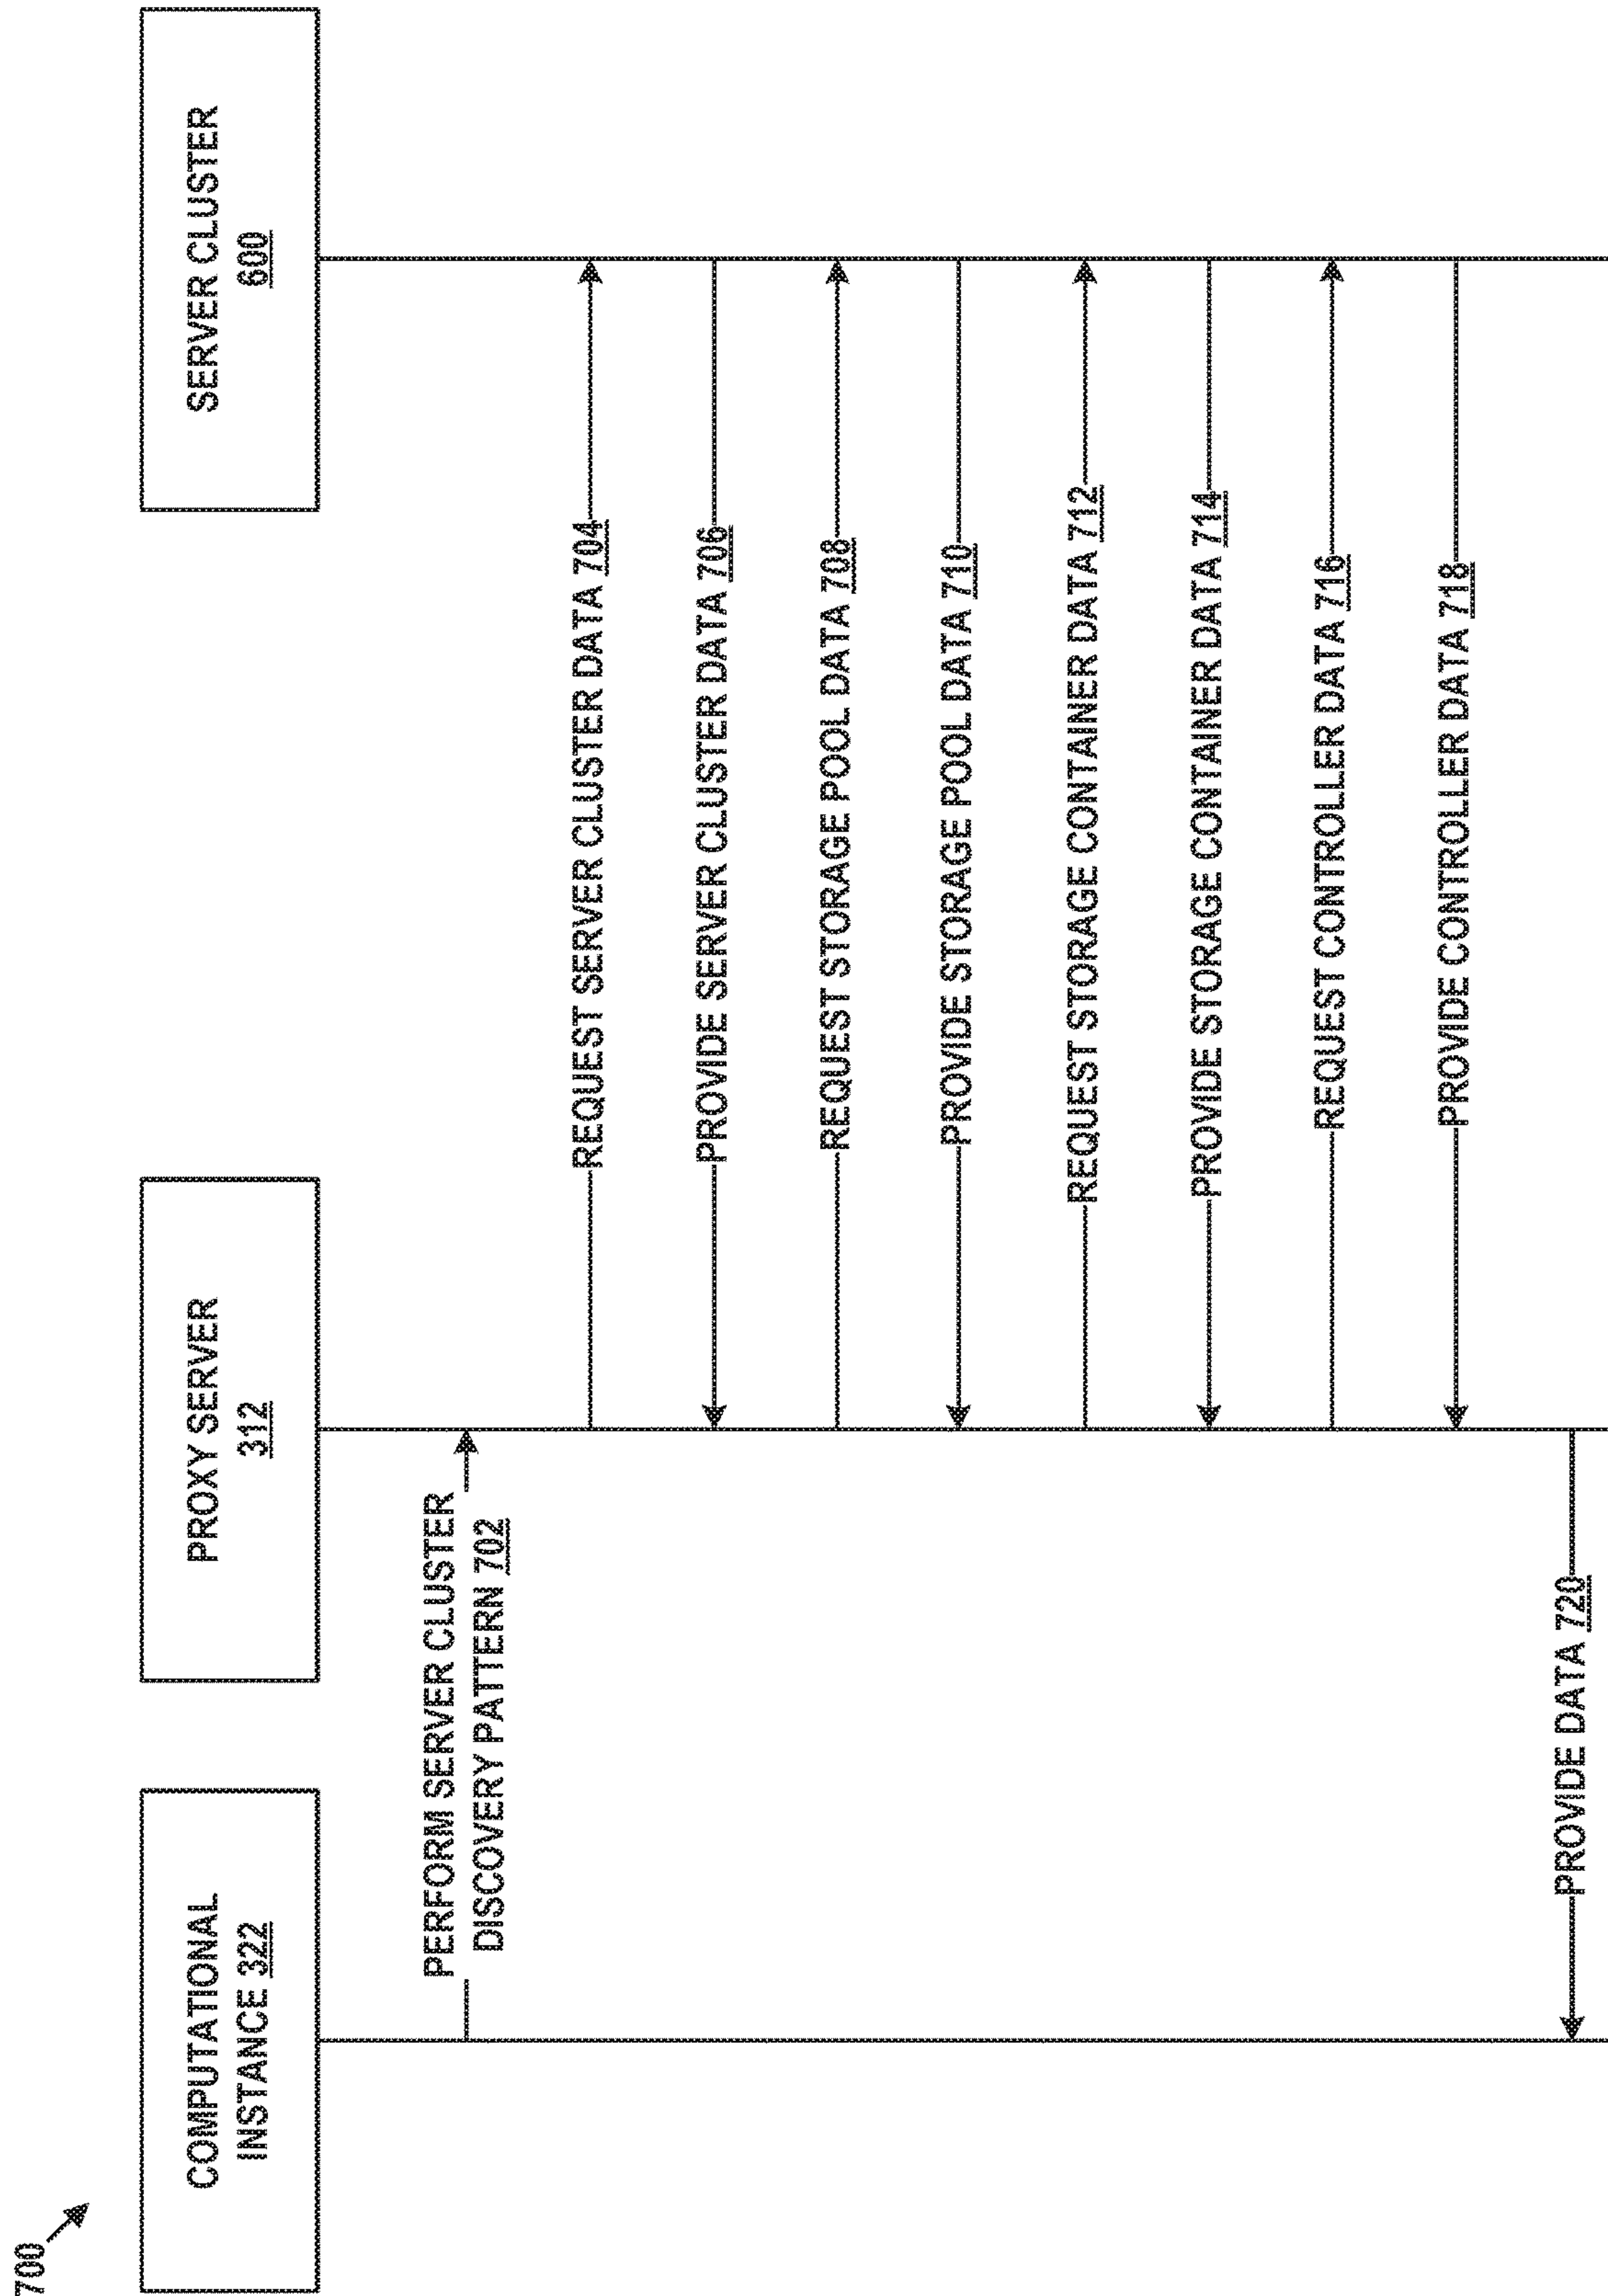 700
COMPUTATIONAL
INSTANCE 322
PROXY SERVER
312
SERVER CLUSTER
600
PERFORM SERVER CLUSTER
DISCOVERY PATTERN 702
REQUEST SERVER CLUSTER DATA 704
PROVIDE SERVER CLUSTER DATA 706
REQUEST STORAGE POOL DATA 708
PROVIDE STORAGE POOL DATA 710
REQUEST STORAGE CONTAINER DATA 712
PROVIDE STORAGE CONTAINER DATA 714
REQUEST CONTROLLER DATA 716
PROVIDE CONTROLLER DATA 718
PROVIDE DATA 720